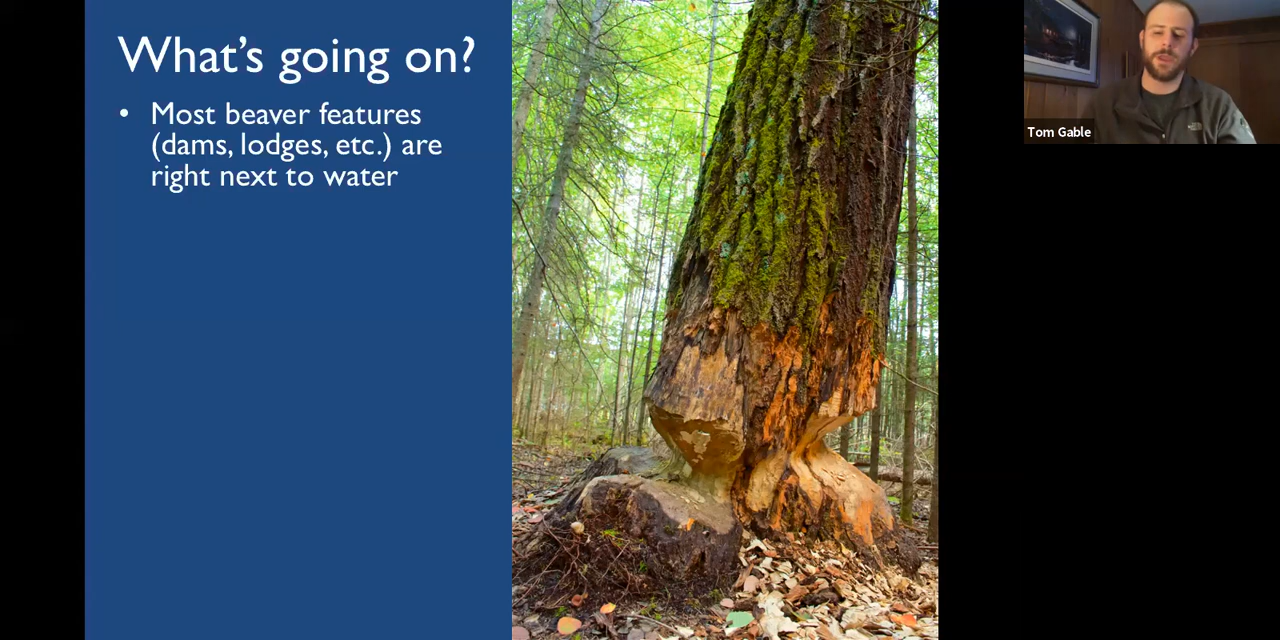 What's going on?
• Most beaver features
(dams, lodges, etc.) are
right next to water
Tom Gable